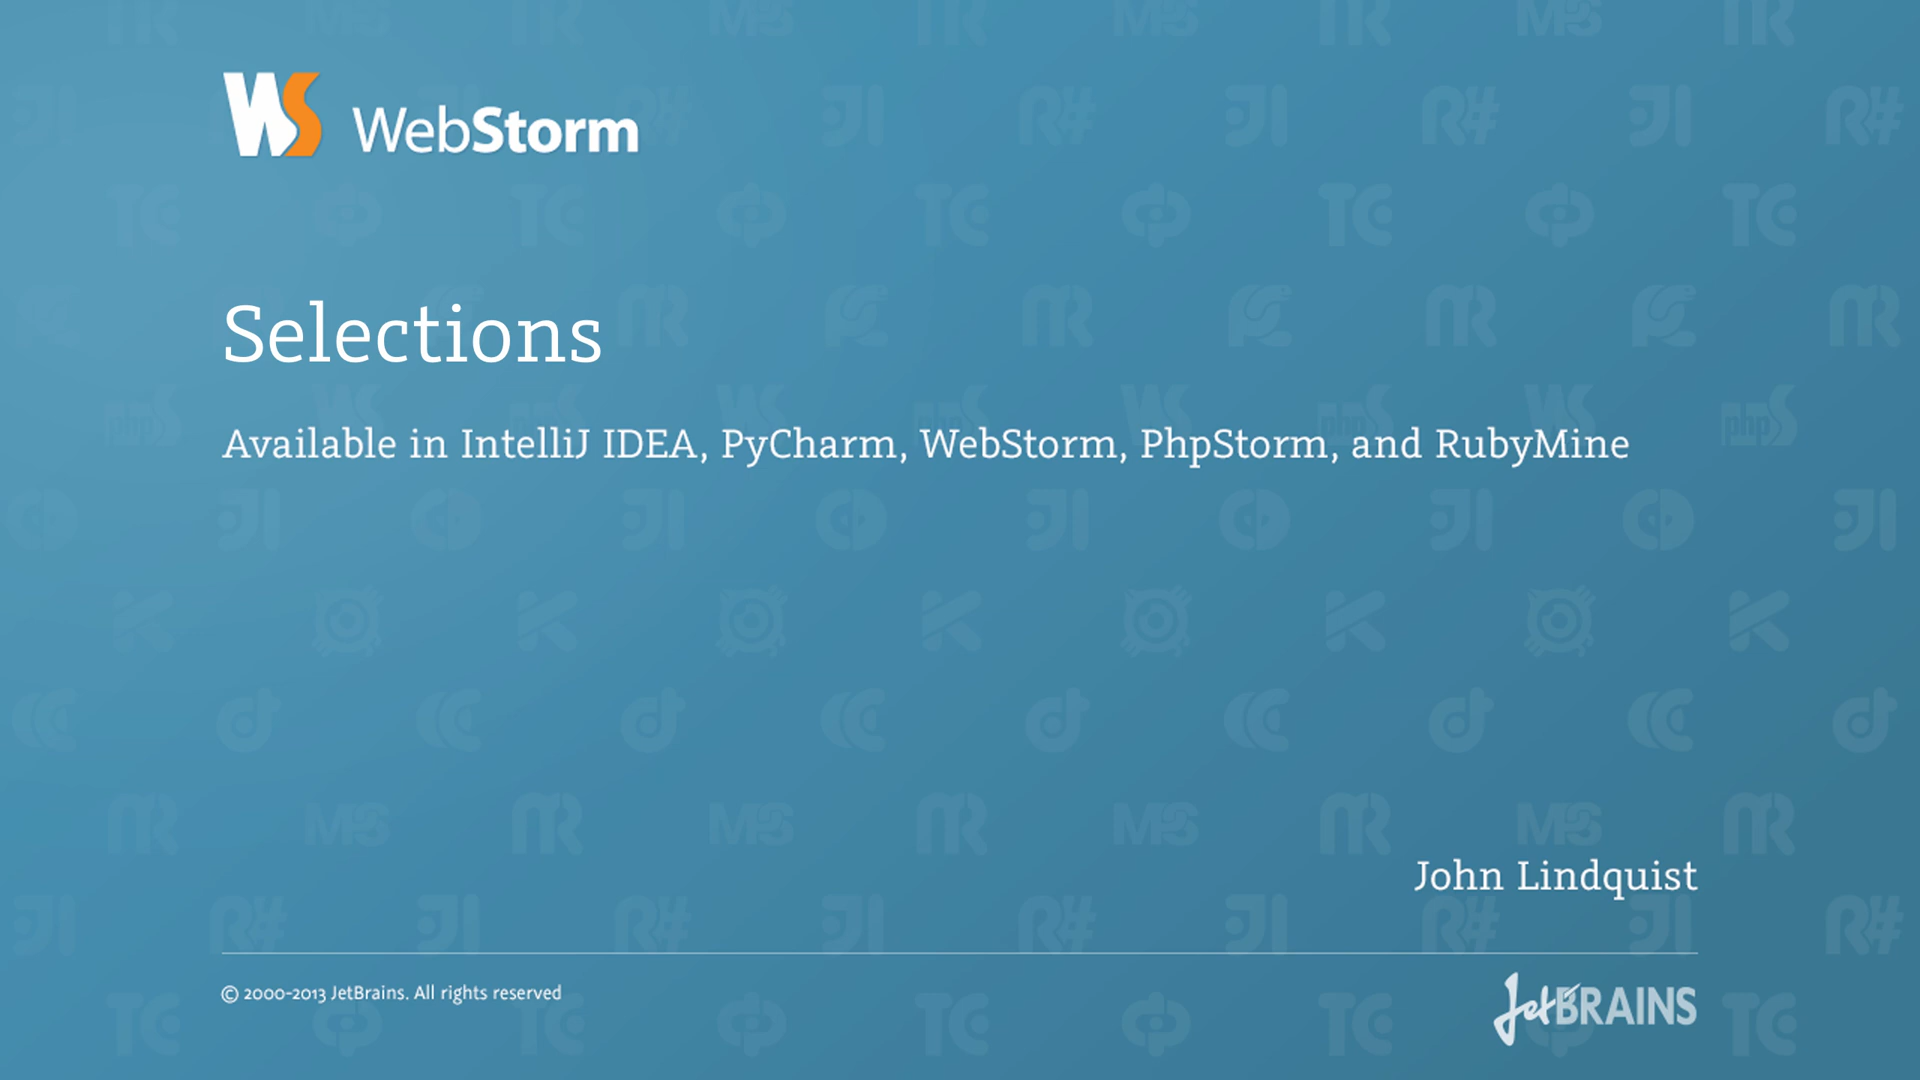 WS WebStorm
Selections
Available in IntelliJ IDEA, PyCharm, WebStorm, PhpStorm, and RubyMine
John Lindquist
© 2000-2013 JetBrains. All rights reserved
JetBRAINS